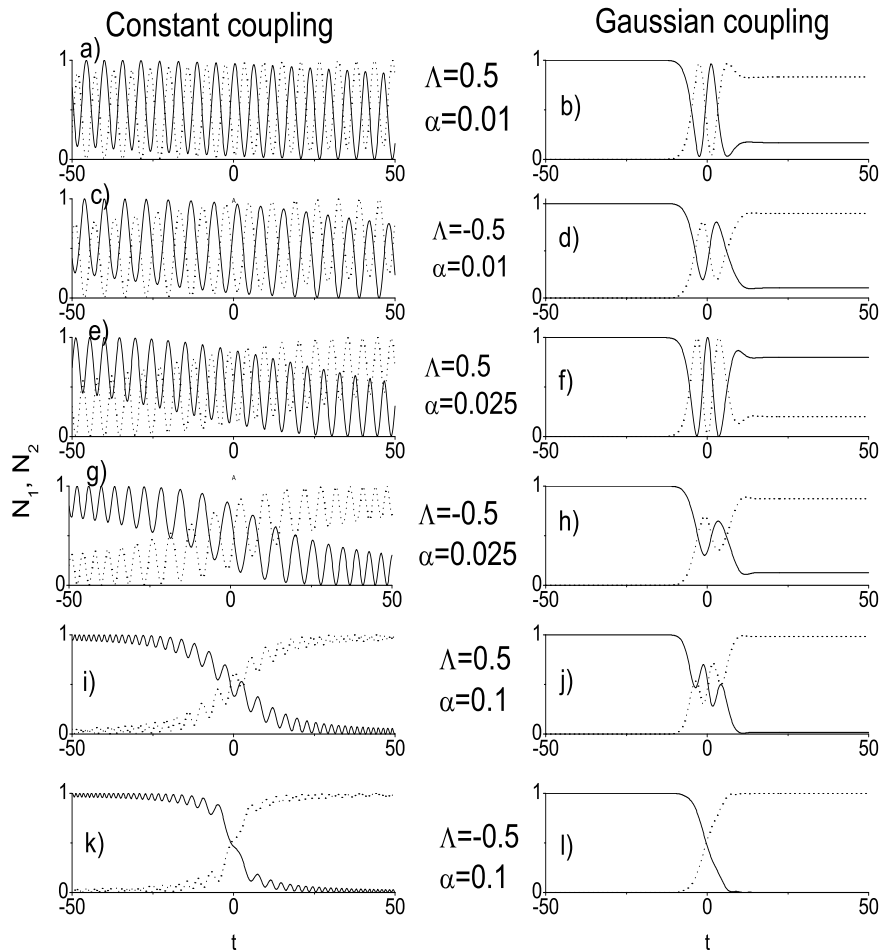 Constant coupling
Gaussian coupling
a)
1
0
-50 0 50
Λ=0.5
α=0.01
b)
1
0
-50 0 50
c)
A
1
0
-50 0 50
Λ=-0.5
α=0.01
d)
1
0
-50 0 50
e)
1
0
-50 0 50
Λ=0.5
α=0.025
f)
1
0
-50 0 50
N₁, N₂
g)
A
1
0
-50 0 50
Λ=-0.5
α=0.025
h)
1
0
-50 0 50
i)
1
0
-50 0 50
Λ=0.5
α=0.1
j)
1
0
-50 0 50
k)
1
0
-50 0 50
t
Λ=-0.5
α=0.1
l)
1
0
-50 0 50
t